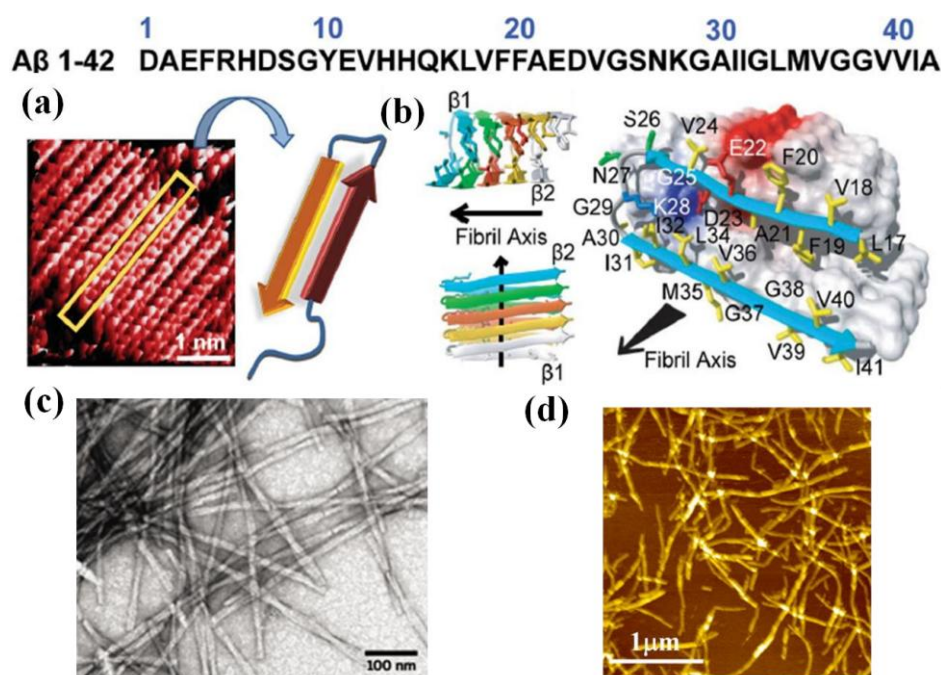 1 10 20 30 40
Aβ 1-42 DAEFRHDSGYEVHHQKLVFFAEDVGSNKGAIIGLMVGGVVIA
(a)
1 nm
(b)
β1
β2
Fibril Axis
β2
β1
S26
V24
E22
F20
N27
G25
V18
G29
K28
D23
A30
I32
L34
A21
F19
L17
I31
V36
M35
G37
G38
V40
V39
I41
Fibril Axis
(c)
100 nm
(d)
1µm